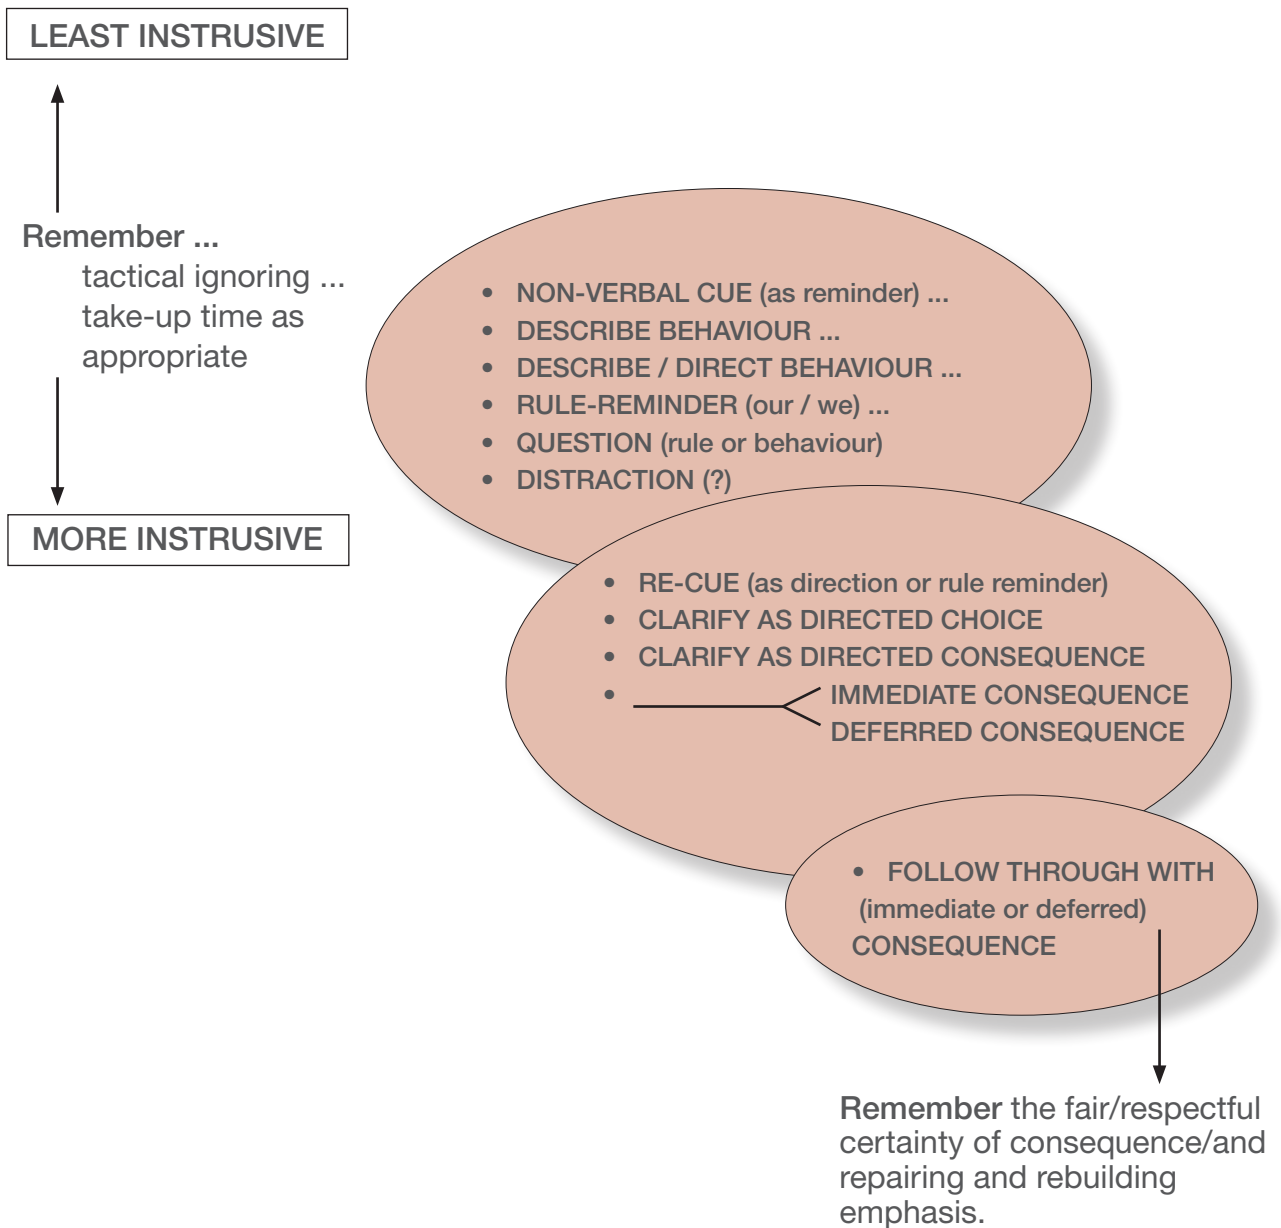 LEAST INSTRUSIVE
Remember ...
tactical ignoring ...
take-up time as
appropriate
MORE INSTRUSIVE
• NON-VERBAL CUE (as reminder) ...
• DESCRIBE BEHAVIOUR ...
• DESCRIBE / DIRECT BEHAVIOUR ...
• RULE-REMINDER (our / we) ...
• QUESTION (rule or behaviour)
• DISTRACTION (?)
• RE-CUE (as direction or rule reminder)
• CLARIFY AS DIRECTED CHOICE
• CLARIFY AS DIRECTED CONSEQUENCE
• IMMEDIATE CONSEQUENCE
DEFERRED CONSEQUENCE
• FOLLOW THROUGH WITH
(immediate or deferred)
CONSEQUENCE
Remember the fair/respectful
certainty of consequence/and
repairing and rebuilding
emphasis.